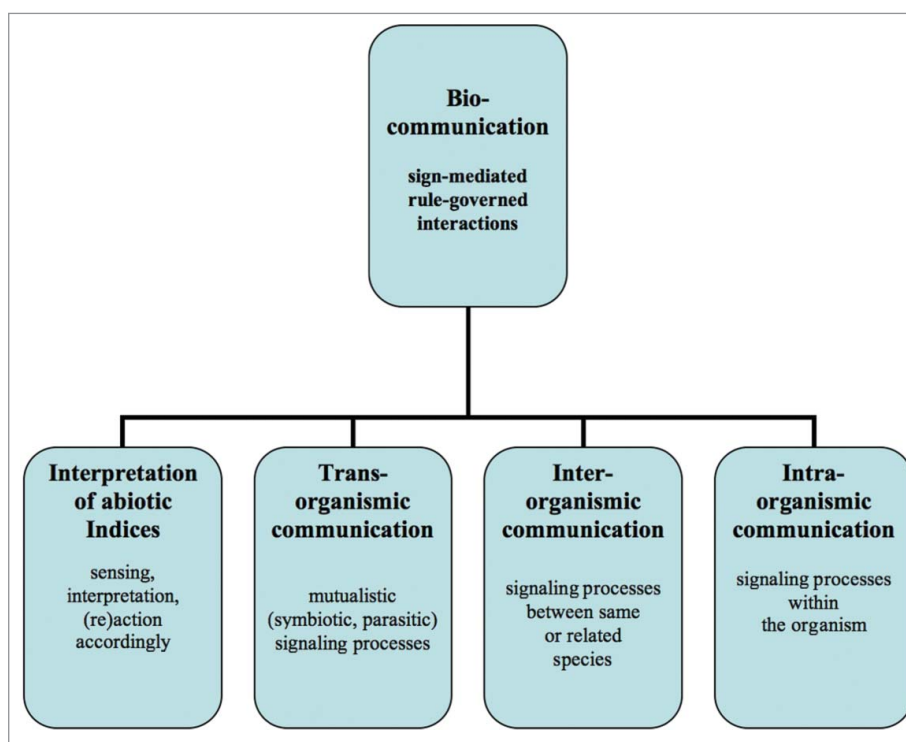 Bio-
communication
sign-mediated
rule-governed
interactions
Interpretation
of abiotic
Indices
sensing,
interpretation,
(re)action
accordingly
Trans-
organismic
communication
mutualistic
(symbiotic, parasitic)
signaling processes
Inter-
organismic
communication
signaling processes
between same
or related
species
Intra-
organismic
communication
signaling processes
within
the organism